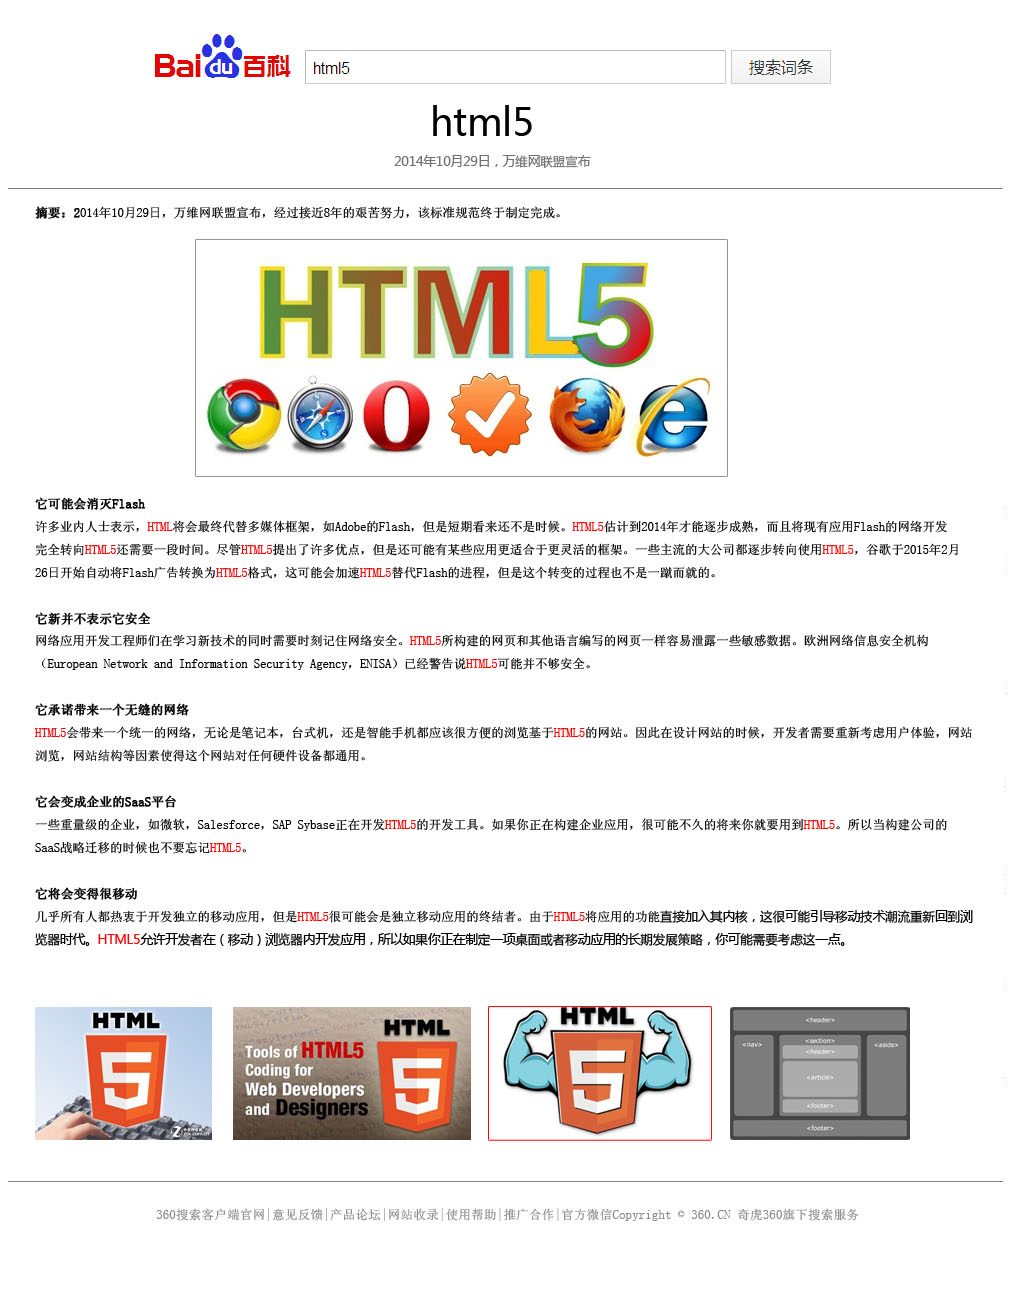 Baidu百科
html5
搜索词条
html5
2014年10月29日，万维网联盟宣布
摘要：2014年10月29日，万维网联盟宣布，经过接近8年的艰苦努力，该标准规范终于制定完成。
HTML5
它可能会消灭Flash
许多业内人士表示，HTML将会最终代替多媒体框架，如Adobe的Flash，但是短期看来还不是时候。HTML5估计到2014年才能逐步成熟，而且将现有应用Flash的网络开发
完全转向HTML5还需要一段时间。尽管HTML5提出了许多优点，但是还可能有某些应用更适合于更灵活的框架。一些主流的大公司都逐步转向使用HTML5，谷歌于2015年2月
26日开始自动将Flash广告转换为HTML5格式，这可能会加速HTML5替代Flash的进程，但是这个转变的过程也不是一蹴而就的。
它新并不表示它安全
网络应用开发工程师们在学习新技术的同时需要时刻记住网络安全。HTML5所构建的网页和其他语言编写的网页一样容易泄露一些敏感数据。欧洲网络信息安全机构
（European Network and Information Security Agency，ENISA）已经警告说HTML5可能并不够安全。
它承诺带来一个无缝的网络
HTML5会带来一个统一的网络，无论是笔记本，台式机，还是智能手机都应该很方便的浏览基于HTML5的网站。因此在设计网站的时候，开发者需要重新考虑用户体验，网站
浏览，网站结构等因素使得这个网站对任何硬件设备都通用。
它会变成企业的SaaS平台
一些重量级的企业，如微软，Salesforce，SAP Sybase正在开发HTML5的开发工具。如果你正在构建企业应用，很可能不久的将来你就要用到HTML5。所以当构建公司的
SaaS战略迁移的时候也不要忘记HTML5。
它将会变得很移动
几乎所有人都热衷于开发独立的移动应用，但是HTML5很可能会是独立移动应用的终结者。由于HTML5将应用的功能直接加入其内核，这很可能引导移动技术潮流重新回到浏
览器时代。HTML5允许开发者在（移动）浏览器内开发应用，所以如果你正在制定一项桌面或者移动应用的长期发展策略，你可能需要考虑这一点。
HTML
5
Z
zol.com.cn
Tools of HTML5
Coding for
Web Developers
and Designers
HTML
5
HTML
5
<header>
<nav>
<section>
<header>
<article>
<footer>
<aside>
<footer>
360搜索客户端官网|意见反馈|产品论坛|网站收录|使用帮助|推广合作|官方微信Copyright © 360.CN 奇虎360旗下搜索服务